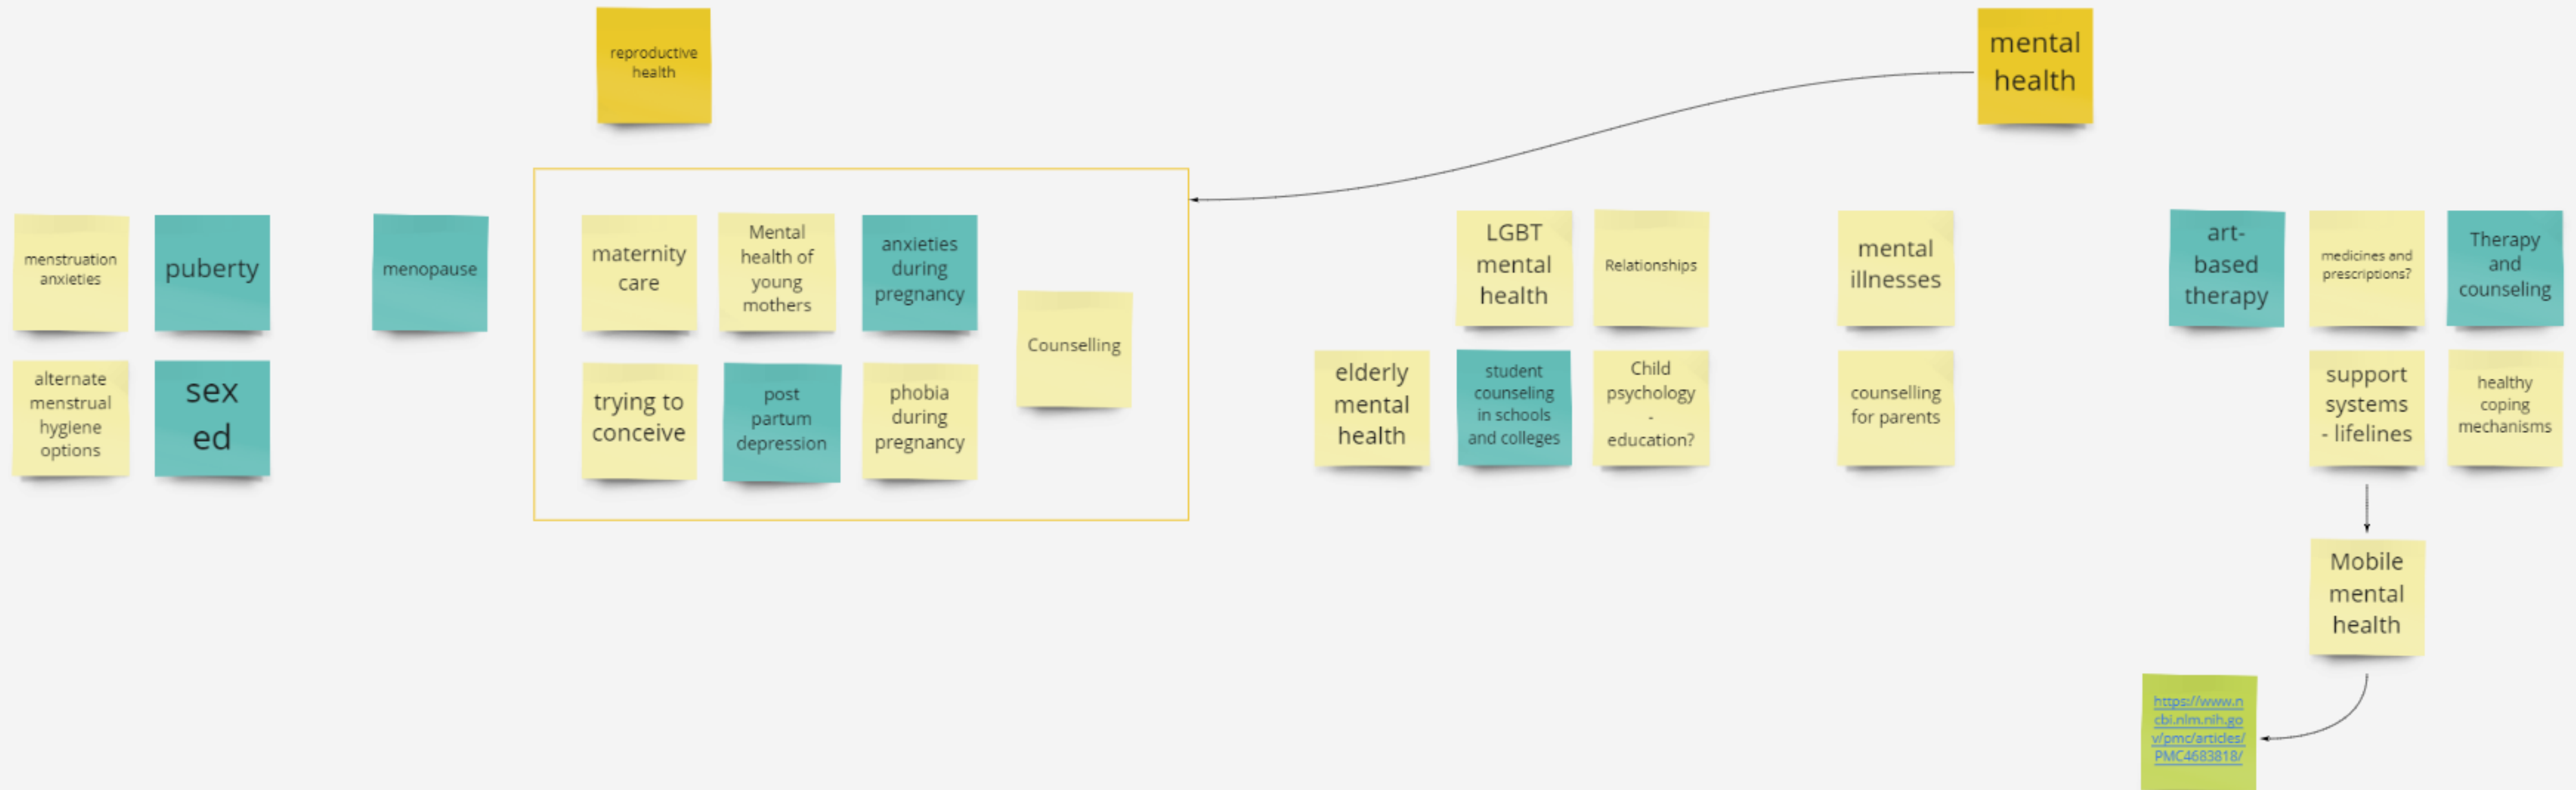 reproductive
health
mental
health
menstruation
anxieties
puberty
alternate
menstrual
hygiene
options
sex
ed
menopause
maternity
care
Mental
health of
young
mothers
anxieties
during
pregnancy
trying to
conceive
post
partum
depression
phobia
during
pregnancy
Counselling
LGBT
mental
health
Relationships
elderly
mental
health
student
counseling
in schools
and colleges
Child
psychology
-
education?
mental
illnesses
counselling
for parents
art-
based
therapy
medicines and
prescriptions?
Therapy
and
counseling
support
systems
- lifelines
healthy
coping
mechanisms
Mobile
mental
health
https://www.n
cbi.nlm.nih.go
v/pmc/articles/
PMC4683818/